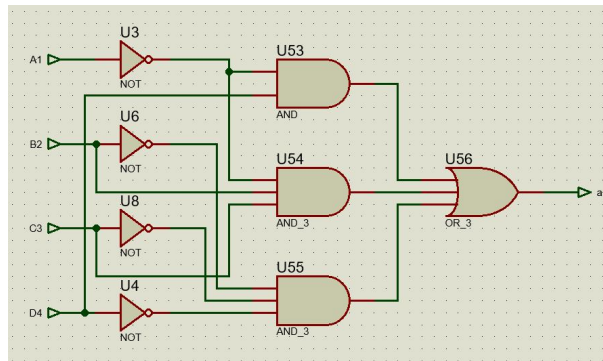 U3
A1
NOT
U53
AND
U6
B2
NOT
U54
AND_3
U56
OR_3
a
U8
C3
NOT
U55
AND_3
U4
D4
NOT